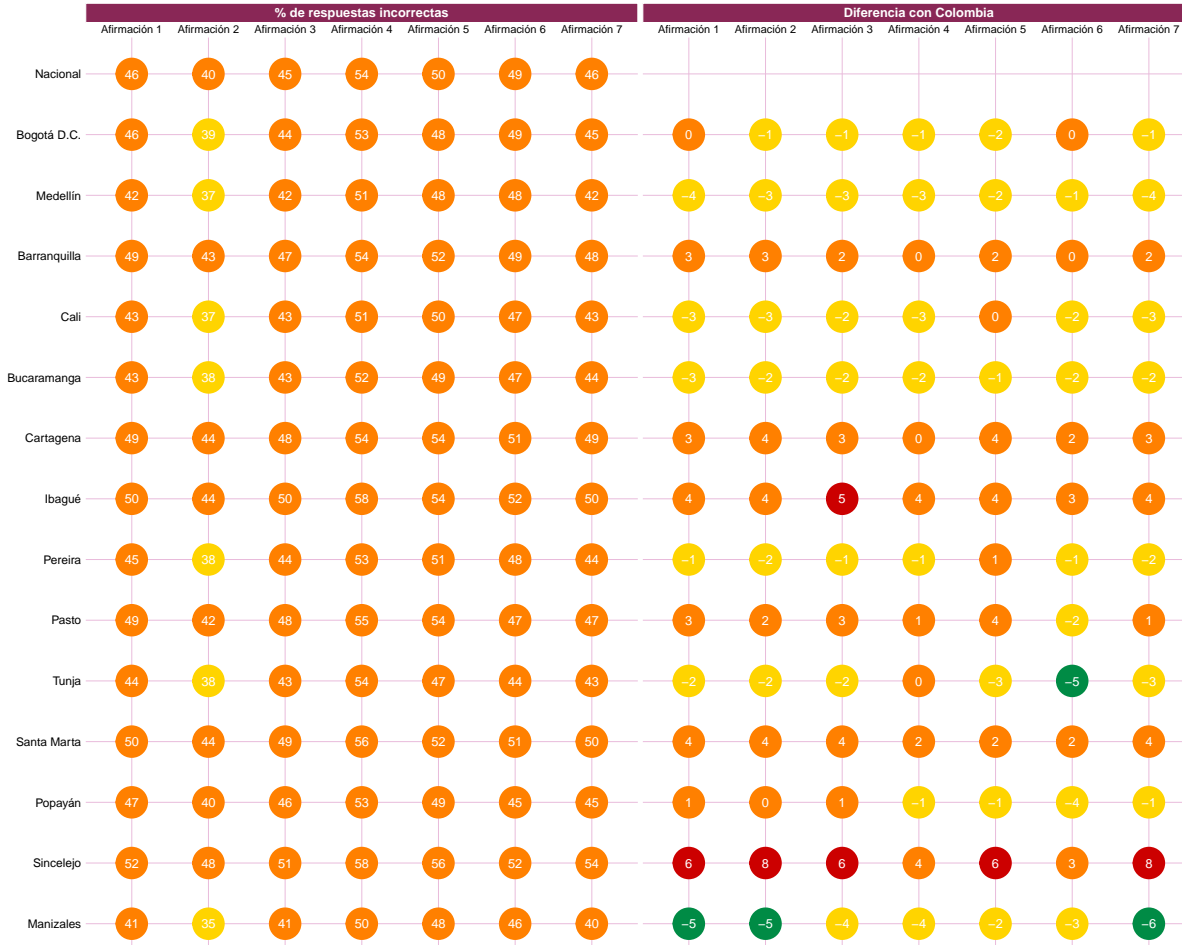 % de respuestas incorrectas Diferencia con Colombia
Afirmación 1 Afirmación 2 Afirmación 3 Afirmación 4 Afirmación 5 Afirmación 6 Afirmación 7 Afirmación 1 Afirmación 2 Afirmación 3 Afirmación 4 Afirmación 5 Afirmación 6 Afirmación 7
Nacional 46 40 45 54 50 49 46
Bogotá D.C. 46 39 44 53 48 49 45 0 −1 −1 −1 −2 0 −1
Medellín 42 37 42 51 48 48 42 −4 −3 −3 −3 −2 −1 −4
Barranquilla 49 43 47 54 52 49 48 3 3 2 0 2 0 2
Cali 43 37 43 51 50 47 43 −3 −3 −2 −3 0 −2 −3
Bucaramanga 43 38 43 52 49 47 44 −3 −2 −2 −2 −1 −2 −2
Cartagena 49 44 48 54 54 51 49 3 4 3 0 4 2 3
Ibagué 50 44 50 58 54 52 50 4 4 5 4 4 3 4
Pereira 45 38 44 53 51 48 44 −1 −2 −1 −1 1 −1 −2
Pasto 49 42 48 55 54 47 47 3 2 3 1 4 −2 1
Tunja 44 38 43 54 47 44 43 −2 −2 −2 0 −3 −5 −3
Santa Marta 50 44 49 56 52 51 50 4 4 4 2 2 2 4
Popayán 47 40 46 53 49 45 45 1 0 1 −1 −1 −4 −1
Sincelejo 52 48 51 58 56 52 54 6 8 6 4 6 3 8
Manizales 41 35 41 50 48 46 40 −5 −5 −4 −4 −2 −3 −6